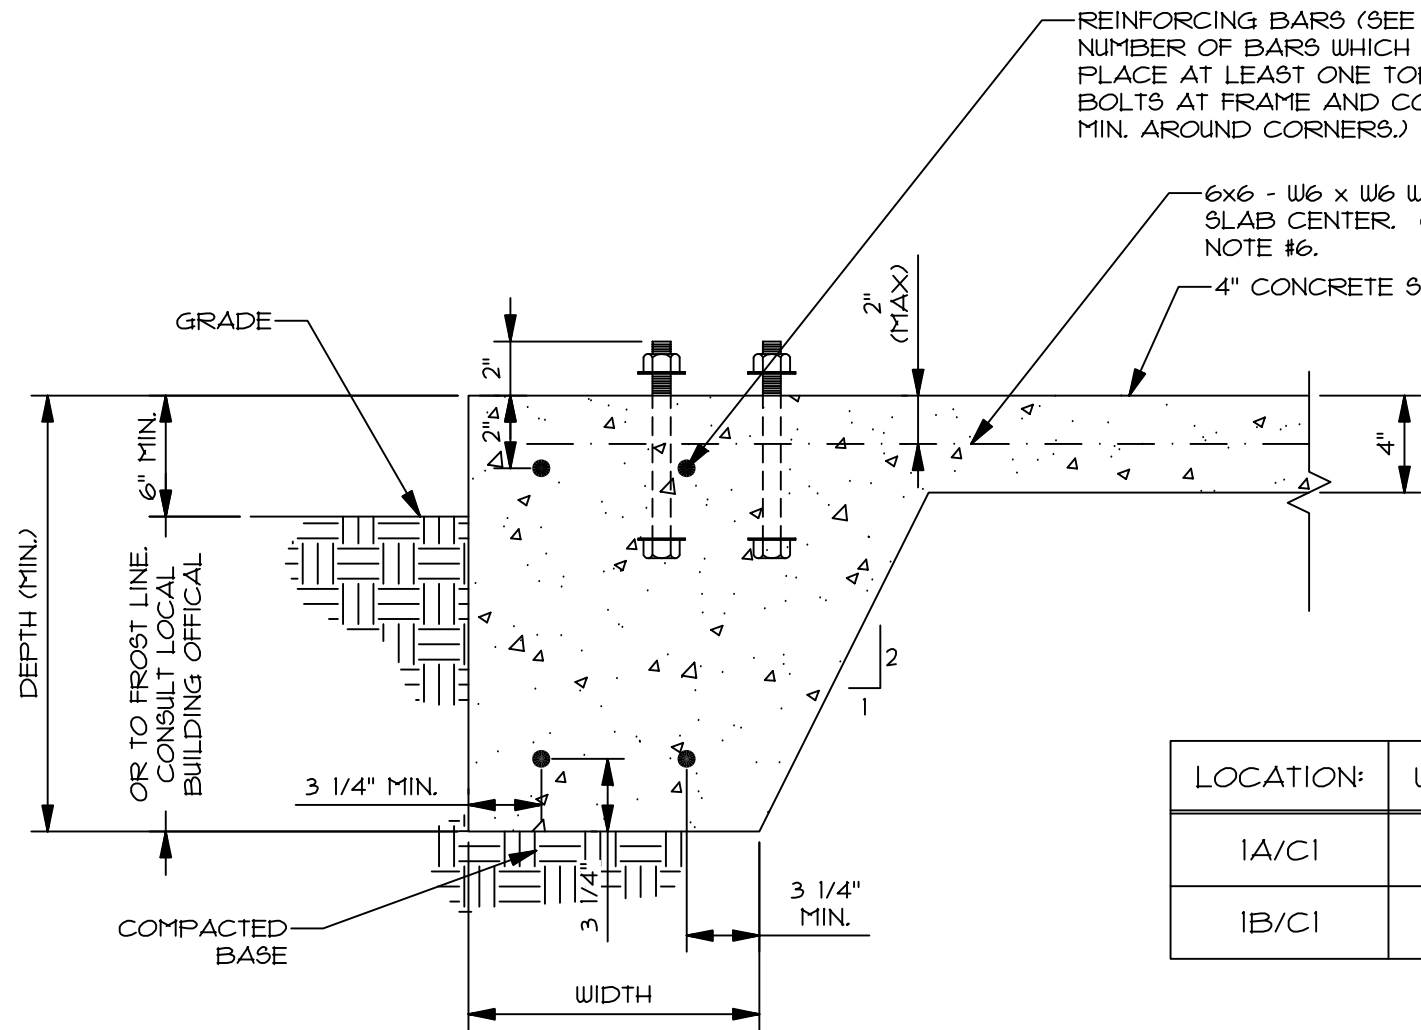 REINFORCING BARS (SEE
NUMBER OF BARS WHICH
PLACE AT LEAST ONE TOP
BOLTS AT FRAME AND CO
MIN. AROUND CORNERS.)
6x6 - W6 x W6 W
SLAB CENTER.
NOTE #6.
4" CONCRETE S
2"
(MAX)
GRADE
2"
2"
6" MIN.
4"
DEPTH (MIN.)
OR TO FROST LINE.
CONSULT LOCAL
BUILDING OFFICAL
2
1
3 1/4" MIN.
3 1/4"
3 1/4"
MIN.
COMPACTED
BASE
WIDTH
LOCATION:
1A/C1
1B/C1